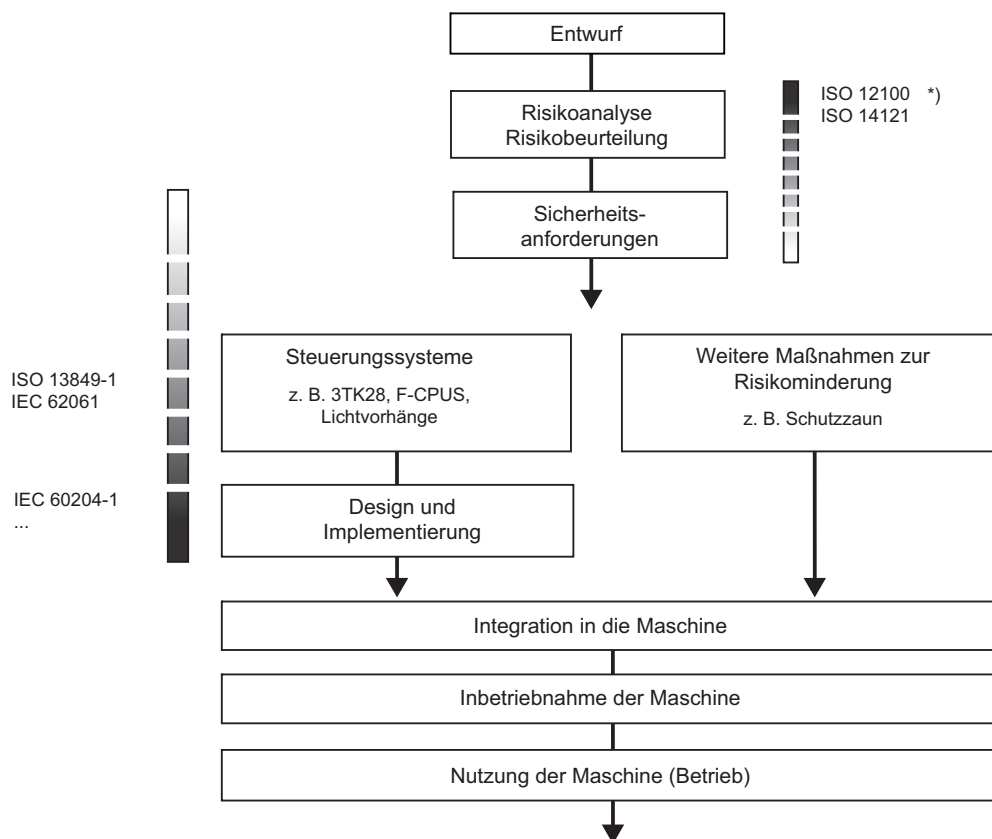 Entwurf
Risikoanalyse
Risikobeurteilung
ISO 12100 *)
ISO 14121
Sicherheits-
anforderungen
Steuerungssysteme
z. B. 3TK28, F-CPUS,
Lichtvorhänge
Weitere Maßnahmen zur
Risikominderung
z. B. Schutzzaun
ISO 13849-1
IEC 62061
IEC 60204-1
...
Design und
Implementierung
Integration in die Maschine
Inbetriebnahme der Maschine
Nutzung der Maschine (Betrieb)